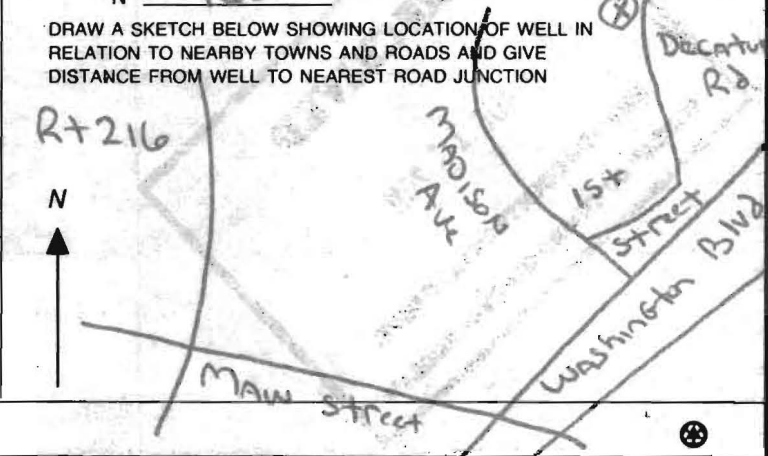 DRAW A SKETCH BELOW SHOWING LOCATION OF WELL IN
RELATION TO NEARBY TOWNS AND ROADS AND GIVE
DISTANCE FROM WELL TO NEAREST ROAD JUNCTION
Decatur
Rd
Rt 216
MADISON
Ave
1st
Street
N
Washington Blvd
Main Street